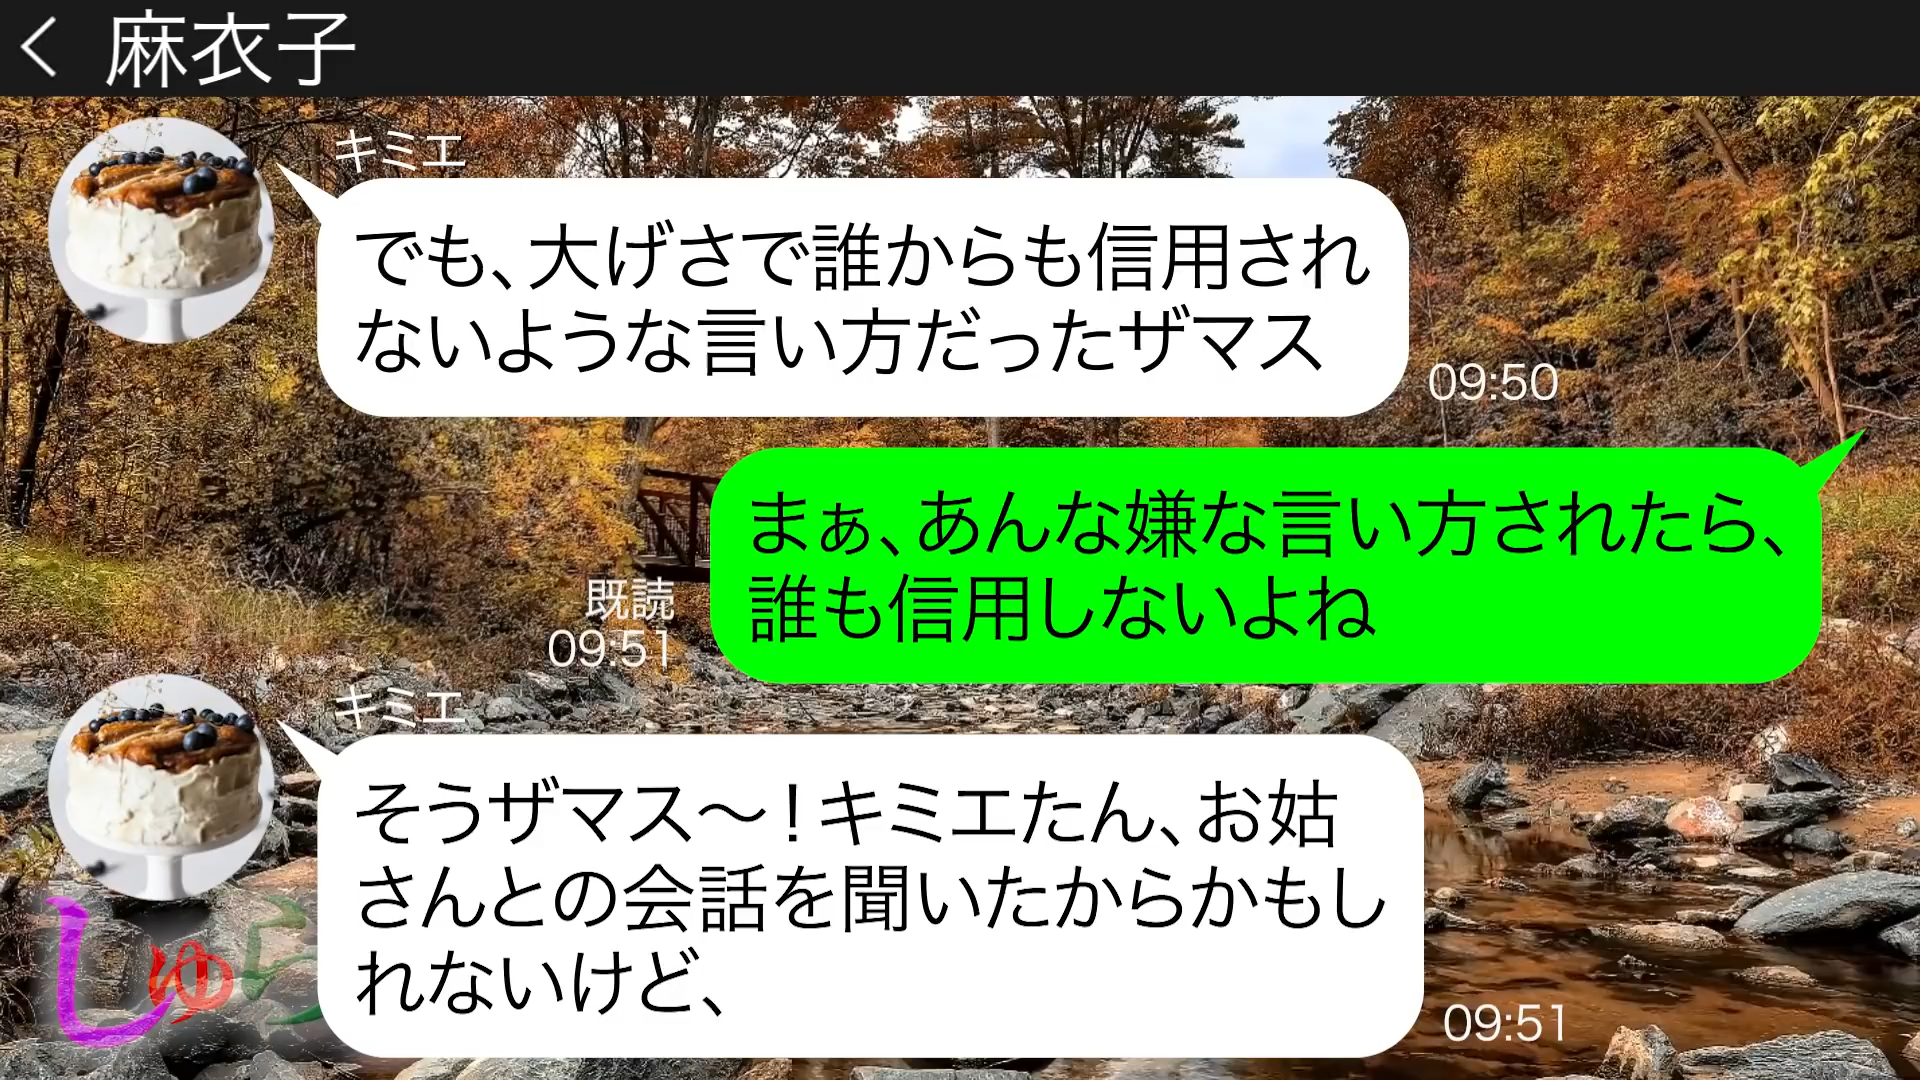 麻衣子
キミエ
でも、大げさで誰からも信用され
ないような言い方だったザマス
09:50
まぁ、あんな嫌な言い方されたら、
誰も信用しないよね
既読
09:51
キミエ
そうザマス〜！キミエたん、お姑
さんとの会話を聞いたからかもし
れないけど、
09:51
しゅら